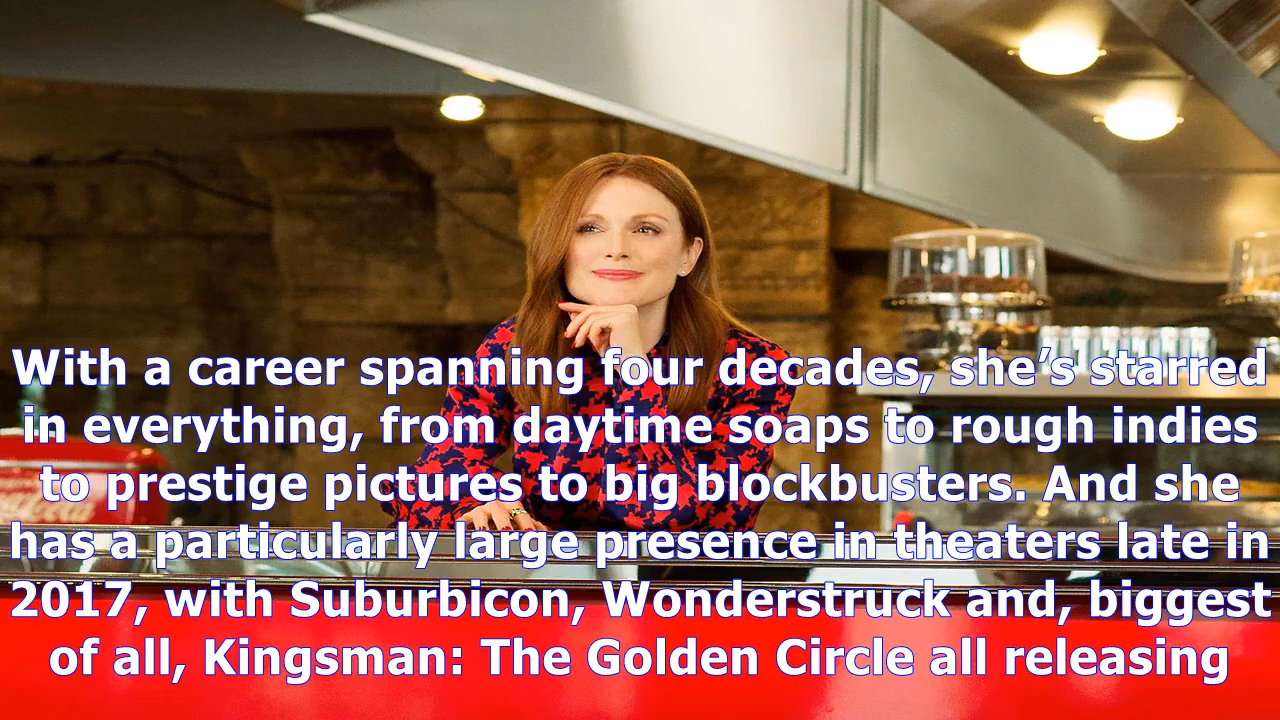 With a career spanning four decades, she’s starred
in everything, from daytime soaps to rough indies
to prestige pictures to big blockbusters. And she
has a particularly large presence in theaters late in
2017, with Suburbicon, Wonderstruck and, biggest
of all, Kingsman: The Golden Circle all releasing